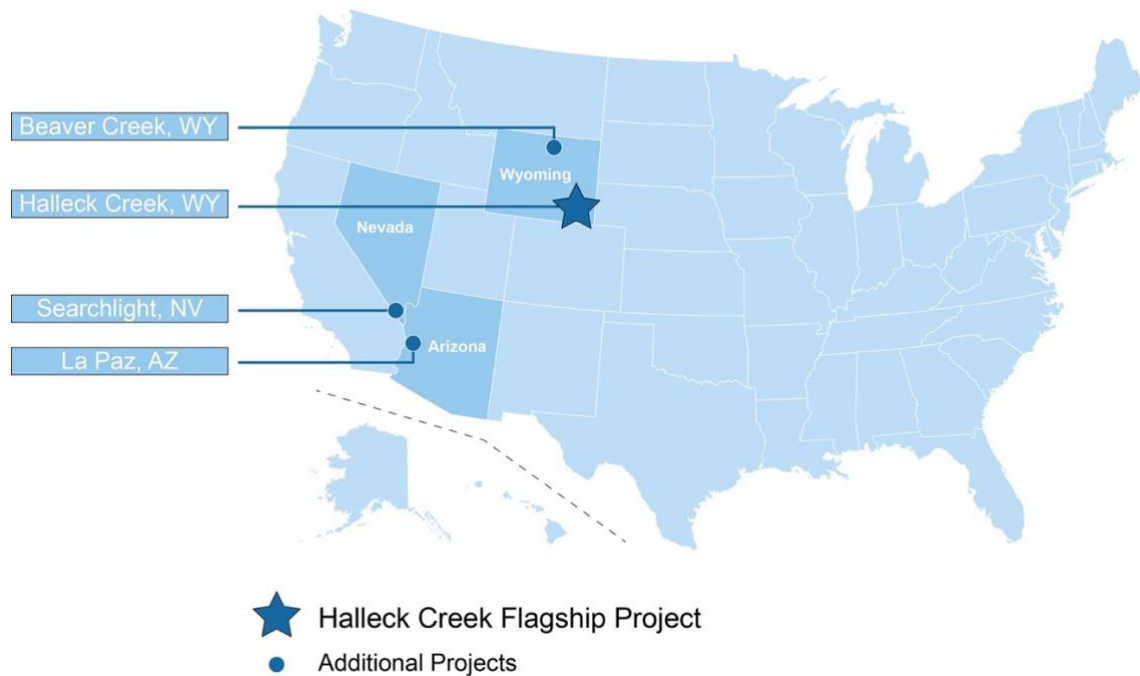 Beaver Creek, WY
Wyoming
Halleck Creek, WY
Nevada
Searchlight, NV
La Paz, AZ
Arizona
Halleck Creek Flagship Project
Additional Projects